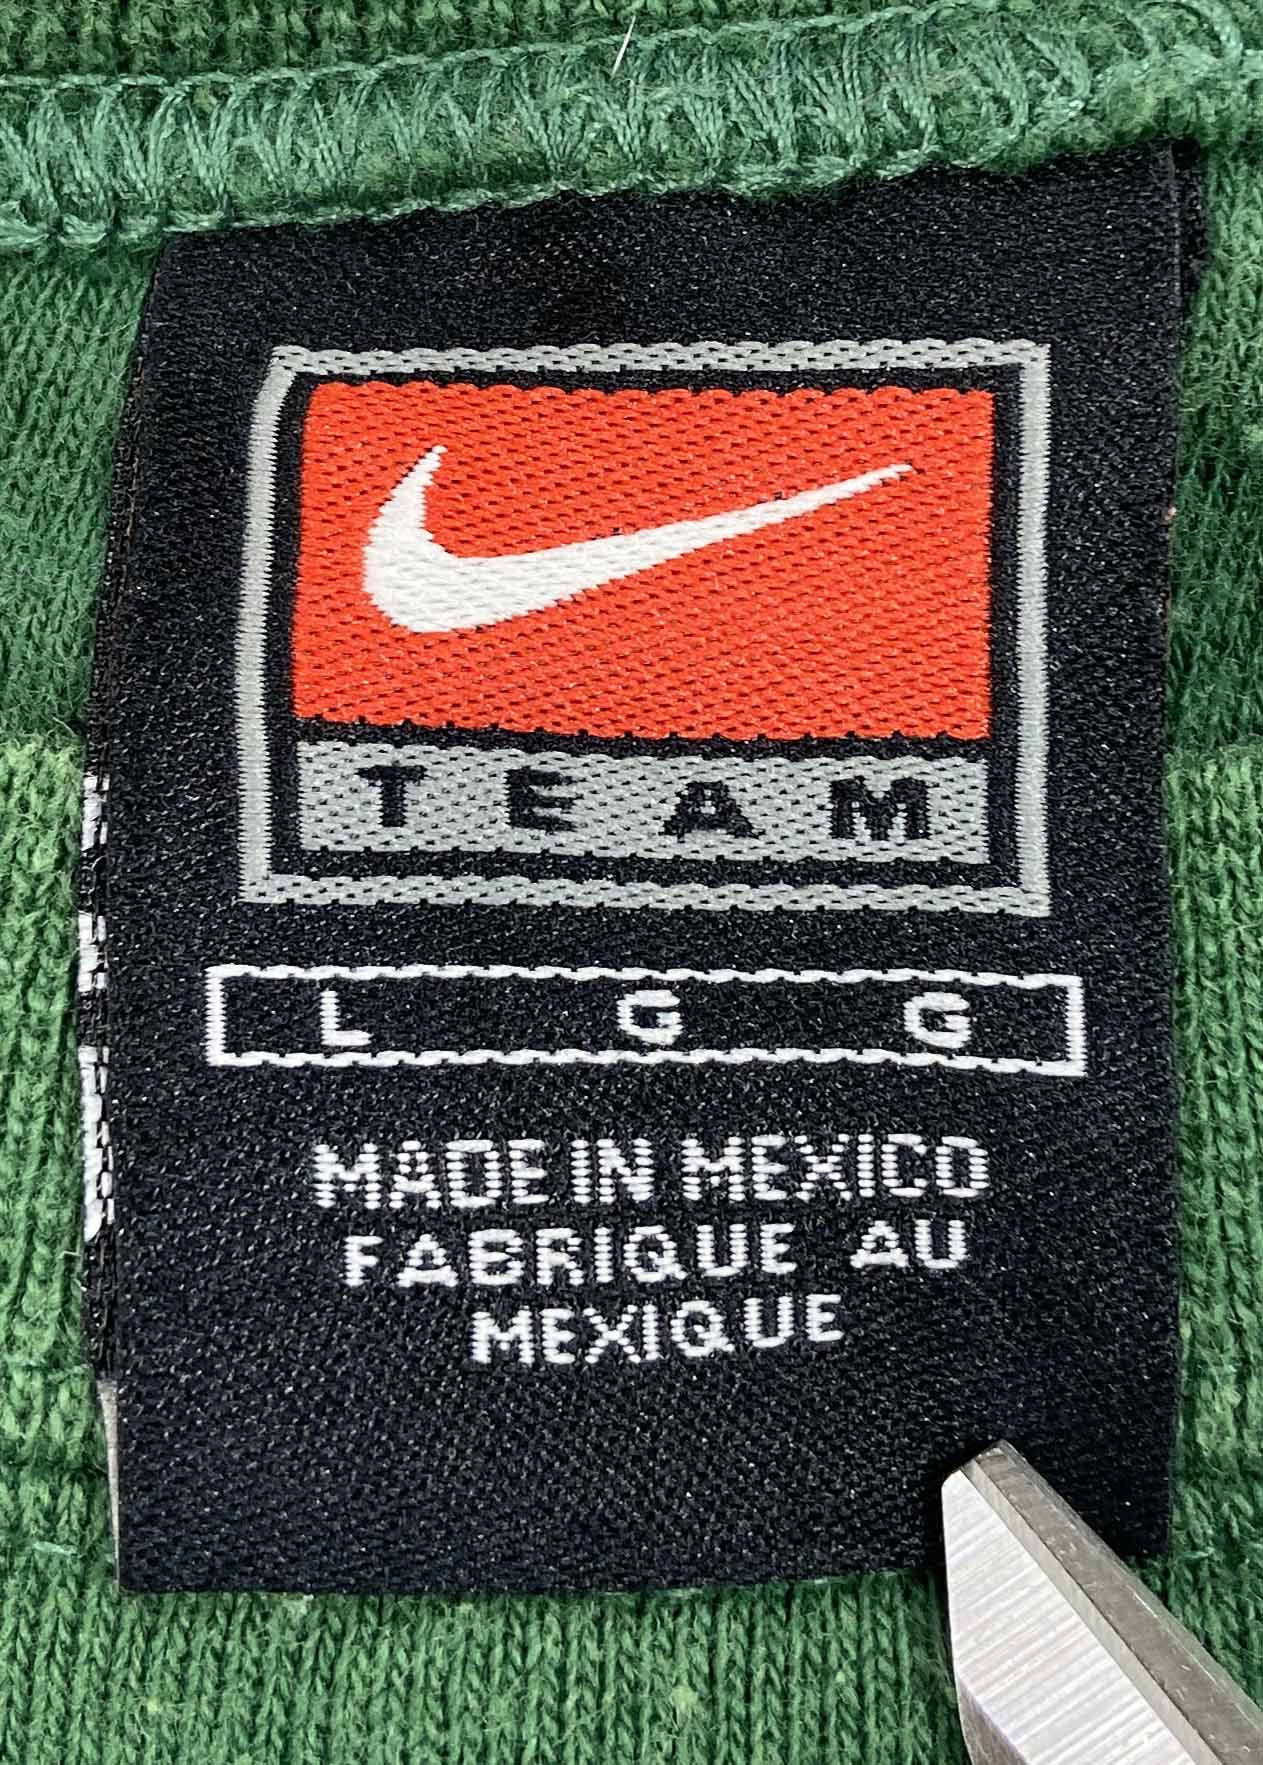 TEAM
L G G
MADE IN MEXICO
FABRIQUE AU
MEXIQUE